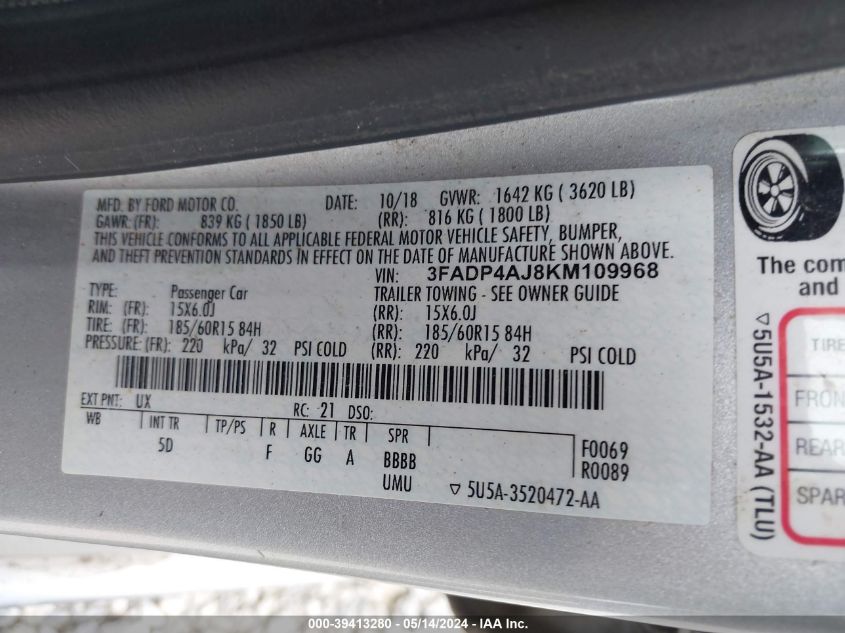 MFD. BY FORD MOTOR CO. DATE: 10/18 GVWR: 1642 KG ( 3620 LB)
GAWR: (FR): 839 KG ( 1850 LB) (RR): 816 KG ( 1800 LB)
THIS VEHICLE CONFORMS TO ALL APPLICABLE FEDERAL MOTOR VEHICLE SAFETY, BUMPER,
AND THEFT PREVENTION STANDARDS IN EFFECT ON THE DATE OF MANUFACTURE SHOWN ABOVE.
VIN: 3FADP4AJ8KM109968
TYPE: Passenger Car TRAILER TOWING - SEE OWNER GUIDE
RIM: (FR): 15X6.0J (RR): 15X6.0J
TIRE: (FR): 185/60R15 84H (RR): 185/60R15 84H
PRESSURE: (FR): 220 kPa/ 32 PSI COLD (RR): 220 kPa/ 32 PSI COLD
EXT PNT: UX RC: 21 DSO:
WB INT TR TP/PS R AXLE TR SPR
5D F GG A BBBB F0069
UMU R0089
▽ 5U5A-3520472-AA
The com
and
▽5U5A-1532-AA (TLU)
TIRE
FRON
REAR
SPAR
000-39413280 - 05/14/2024 - IAA Inc.